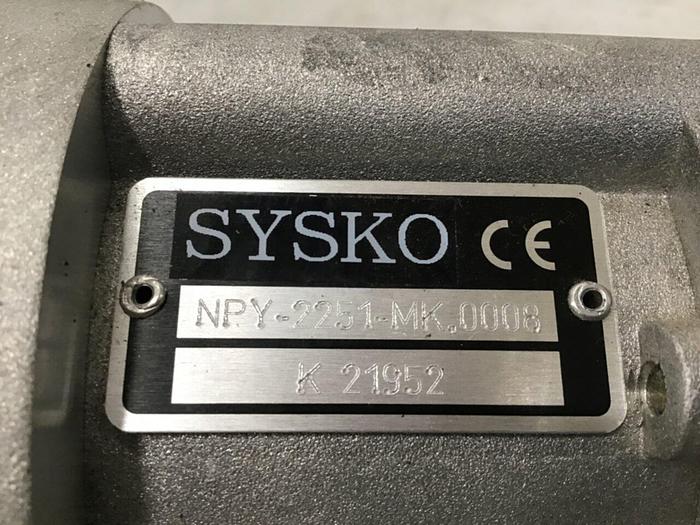 SYSKO CE
NPY-2251-MK.0008
K 21952